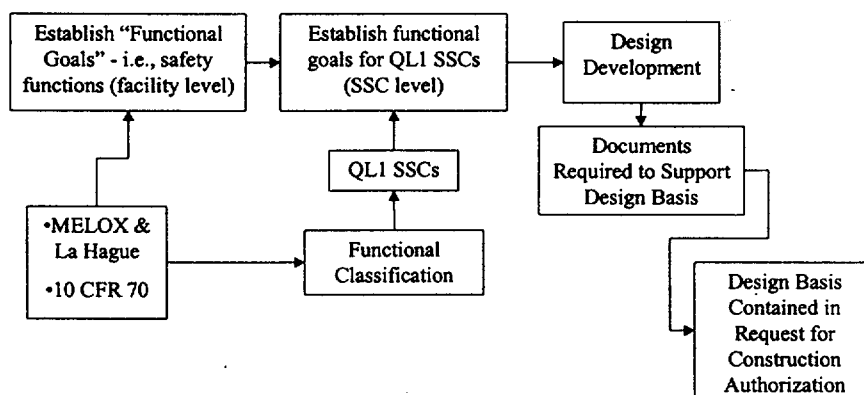 Establish “Functional
Goals” - i.e., safety
functions (facility level)
Establish functional
goals for QL1 SSCs
(SSC level)
Design
Development
QL1 SSCs
Documents
Required to Support
Design Basis
•MELOX &
La Hague
•10 CFR 70
Functional
Classification
Design Basis
Contained in
Request for
Construction
Authorization